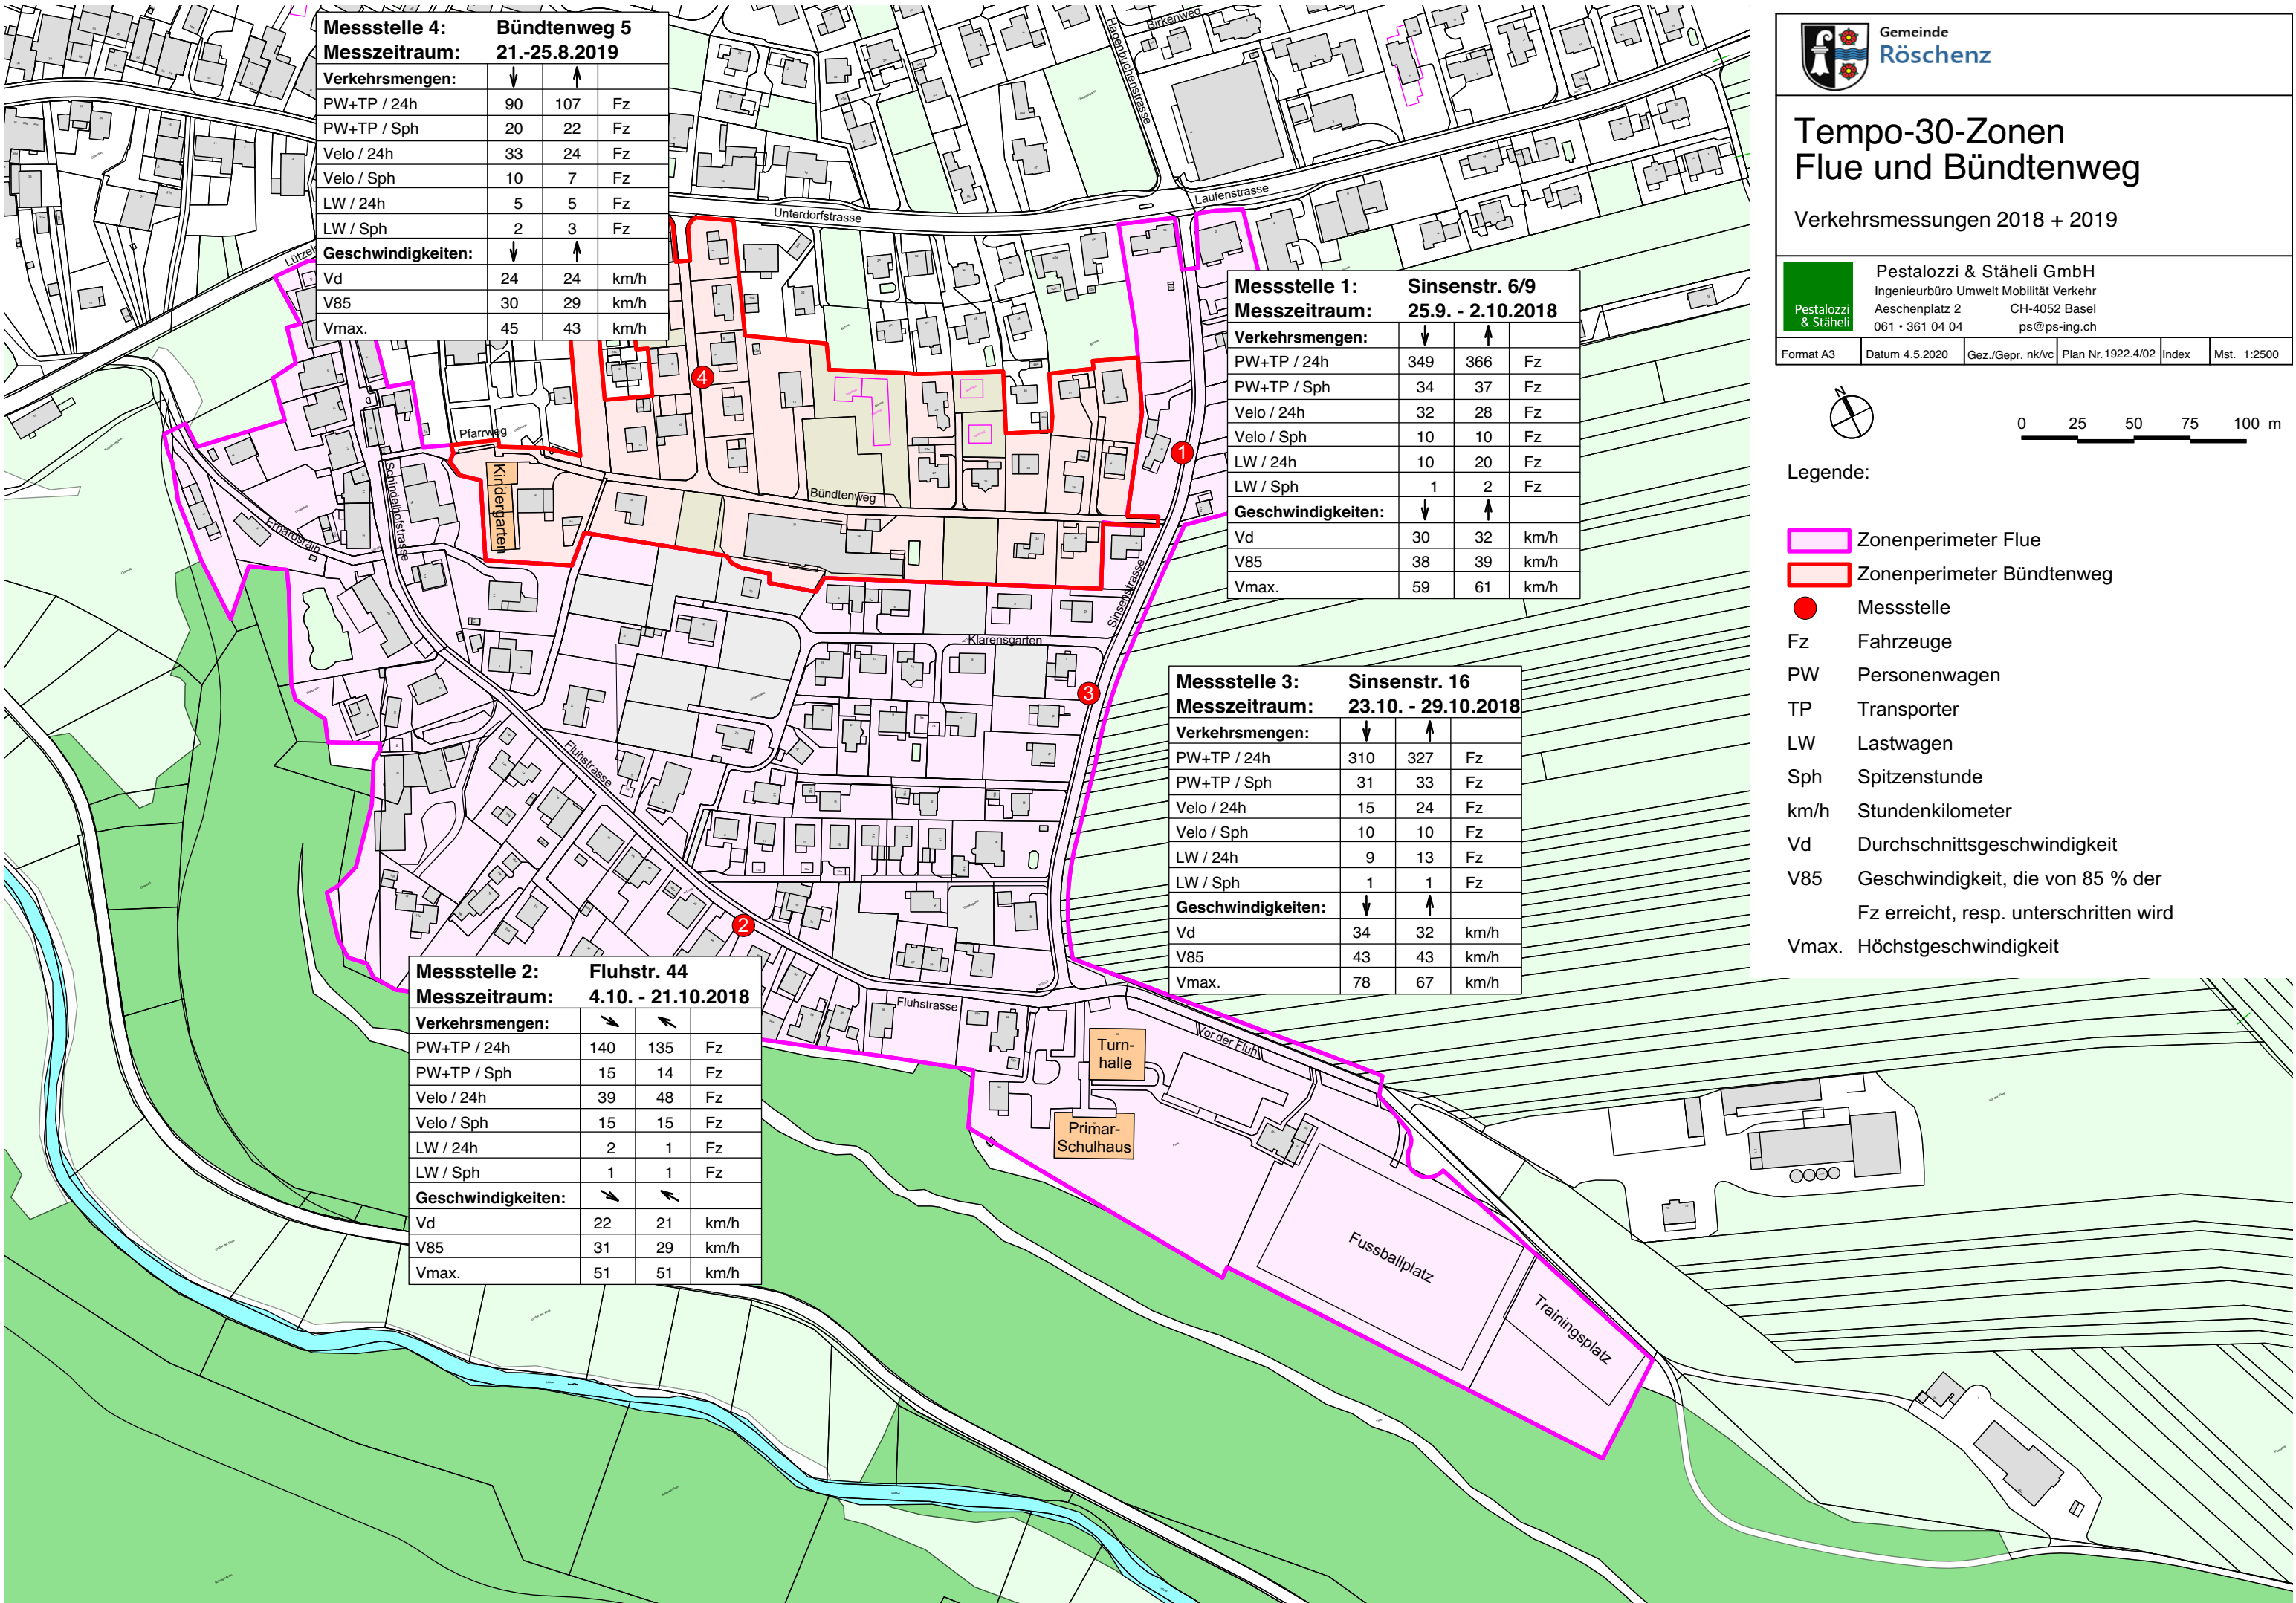 Messstelle 4: Bündtenweg 5
Messzeitraum: 21.-25.8.2019
Verkehrsmengen: ↓ ↑
PW+TP / 24h 90 107 Fz
PW+TP / Sph 20 22 Fz
Velo / 24h 33 24 Fz
Velo / Sph 10 7 Fz
LW / 24h 5 5 Fz
LW / Sph 2 3 Fz
Geschwindigkeiten: ↓ ↑
Vd 24 24 km/h
V85 30 29 km/h
Vmax. 45 43 km/h
Birkenweg
Hagenbuchenstrasse
Laufenstrasse
Unterdorfstrasse
Lützels
Messstelle 1: Sinsenstr. 6/9
Messzeitraum: 25.9. - 2.10.2018
Verkehrsmengen: ↓ ↑
PW+TP / 24h 349 366 Fz
PW+TP / Sph 34 37 Fz
Velo / 24h 32 28 Fz
Velo / Sph 10 10 Fz
LW / 24h 10 20 Fz
LW / Sph 1 2 Fz
Geschwindigkeiten: ↓ ↑
Vd 30 32 km/h
V85 38 39 km/h
Vmax. 59 61 km/h
4
1
Pfarrweg
Kindergarten
Schindelhofstrasse
Bündtenweg
Erhardsrain
Sinsenstrasse
Klarensgarten
3
Fluhstrasse
2
Messstelle 3: Sinsenstr. 16
Messzeitraum: 23.10. - 29.10.2018
Verkehrsmengen: ↓ ↑
PW+TP / 24h 310 327 Fz
PW+TP / Sph 31 33 Fz
Velo / 24h 15 24 Fz
Velo / Sph 10 10 Fz
LW / 24h 9 13 Fz
LW / Sph 1 1 Fz
Geschwindigkeiten: ↓ ↑
Vd 34 32 km/h
V85 43 43 km/h
Vmax. 78 67 km/h
Messstelle 2: Fluhstr. 44
Messzeitraum: 4.10. - 21.10.2018
Verkehrsmengen: ↘ ↖
PW+TP / 24h 140 135 Fz
PW+TP / Sph 15 14 Fz
Velo / 24h 39 48 Fz
Velo / Sph 15 15 Fz
LW / 24h 2 1 Fz
LW / Sph 1 1 Fz
Geschwindigkeiten: ↘ ↖
Vd 22 21 km/h
V85 31 29 km/h
Vmax. 51 51 km/h
Fluhstrasse
Vor der Fluh
Turn-
halle
Primar-
Schulhaus
Fussballplatz
Trainingsplatz
Gemeinde
Röschenz
Tempo-30-Zonen
Flue und Bündtenweg
Verkehrsmessungen 2018 + 2019
Pestalozzi
& Stäheli
Pestalozzi & Stäheli GmbH
Ingenieurbüro Umwelt Mobilität Verkehr
Aeschenplatz 2 CH-4052 Basel
061 • 361 04 04 ps@ps-ing.ch
Format A3 Datum 4.5.2020 Gez./Gepr. nk/vc Plan Nr. 1922.4/02 Index Mst. 1:2500
N
0 25 50 75 100 m
Legende:
Zonenperimeter Flue
Zonenperimeter Bündtenweg
Messstelle
Fz Fahrzeuge
PW Personenwagen
TP Transporter
LW Lastwagen
Sph Spitzenstunde
km/h Stundenkilometer
Vd Durchschnittsgeschwindigkeit
V85 Geschwindigkeit, die von 85 % der
Fz erreicht, resp. unterschritten wird
Vmax. Höchstgeschwindigkeit